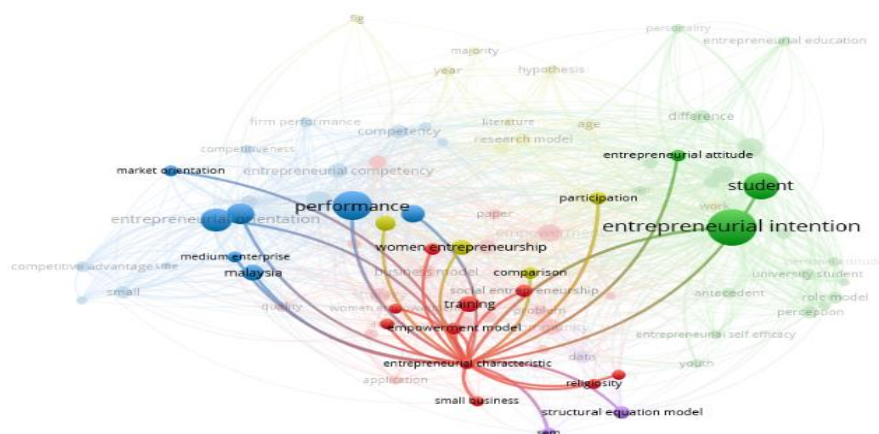 fig
personality
entrepreneurial education
majority
year
hypothesis
firm performance
competency
literature
age
difference
research model
competitiveness
entrepreneurial attitude
market orientation
entrepreneurial competency
student
participation
performance
work
entrepreneurial orientation
paper
entrepreneurial intention
women entrepreneurship
medium enterprise
competitive advantage
business model
comparison
malaysia
university student
small
social entrepreneurship
antecedent
role model
quality
training
problem
perception
empowerment model
entrepreneurial self efficacy
data
entrepreneurial characteristic
youth
application
religiosity
small business
structural equation model
sem